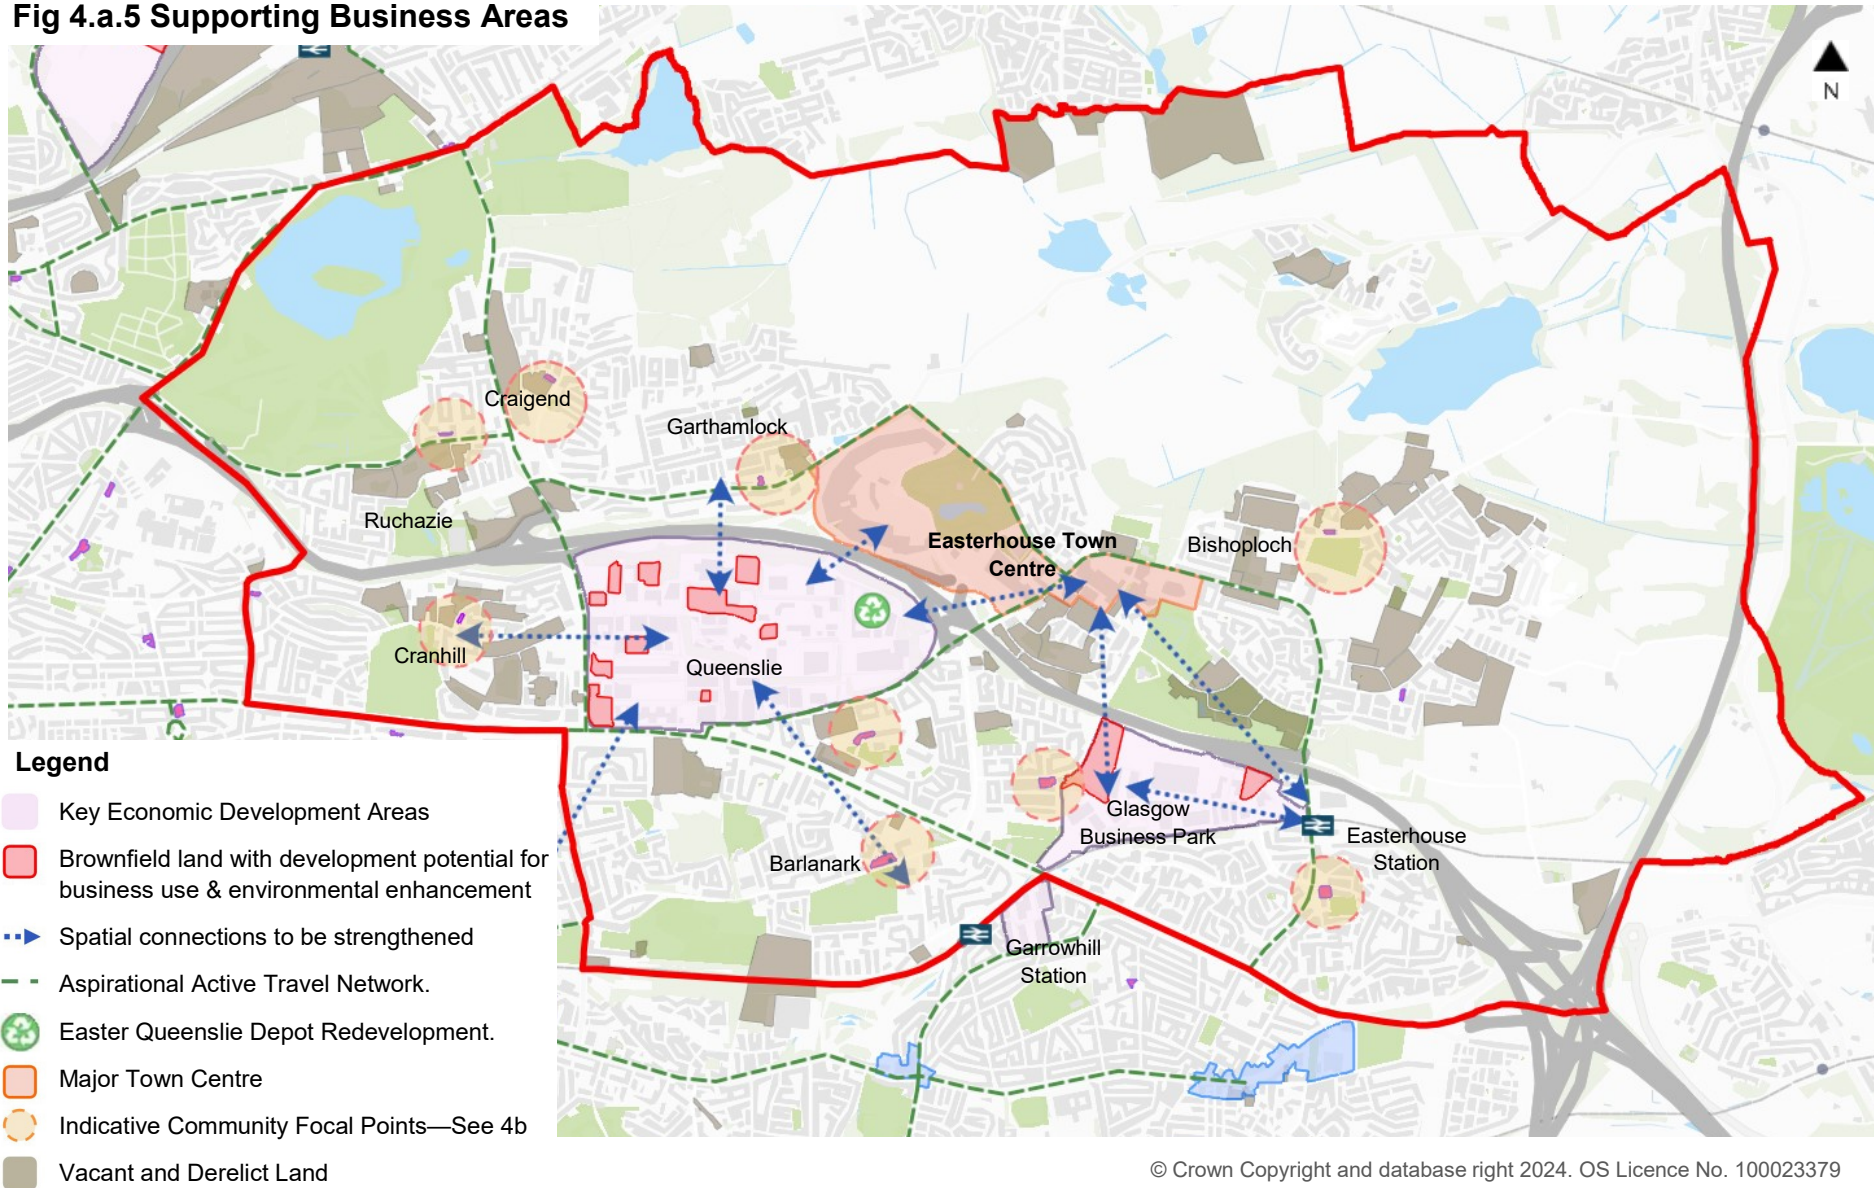 Fig 4.a.5 Supporting Business Areas
N
Craigend
Garthamlock
Ruchazie
Easterhouse Town
Centre
Bishoploch
Cranhill
Queenslie
Glasgow
Business Park
Easterhouse
Station
Barlanark
Garrowhill
Station
Legend
Key Economic Development Areas
Brownfield land with development potential for
business use & environmental enhancement
Spatial connections to be strengthened
Aspirational Active Travel Network.
Easter Queenslie Depot Redevelopment.
Major Town Centre
Indicative Community Focal Points—See 4b
Vacant and Derelict Land
© Crown Copyright and database right 2024. OS Licence No. 100023379